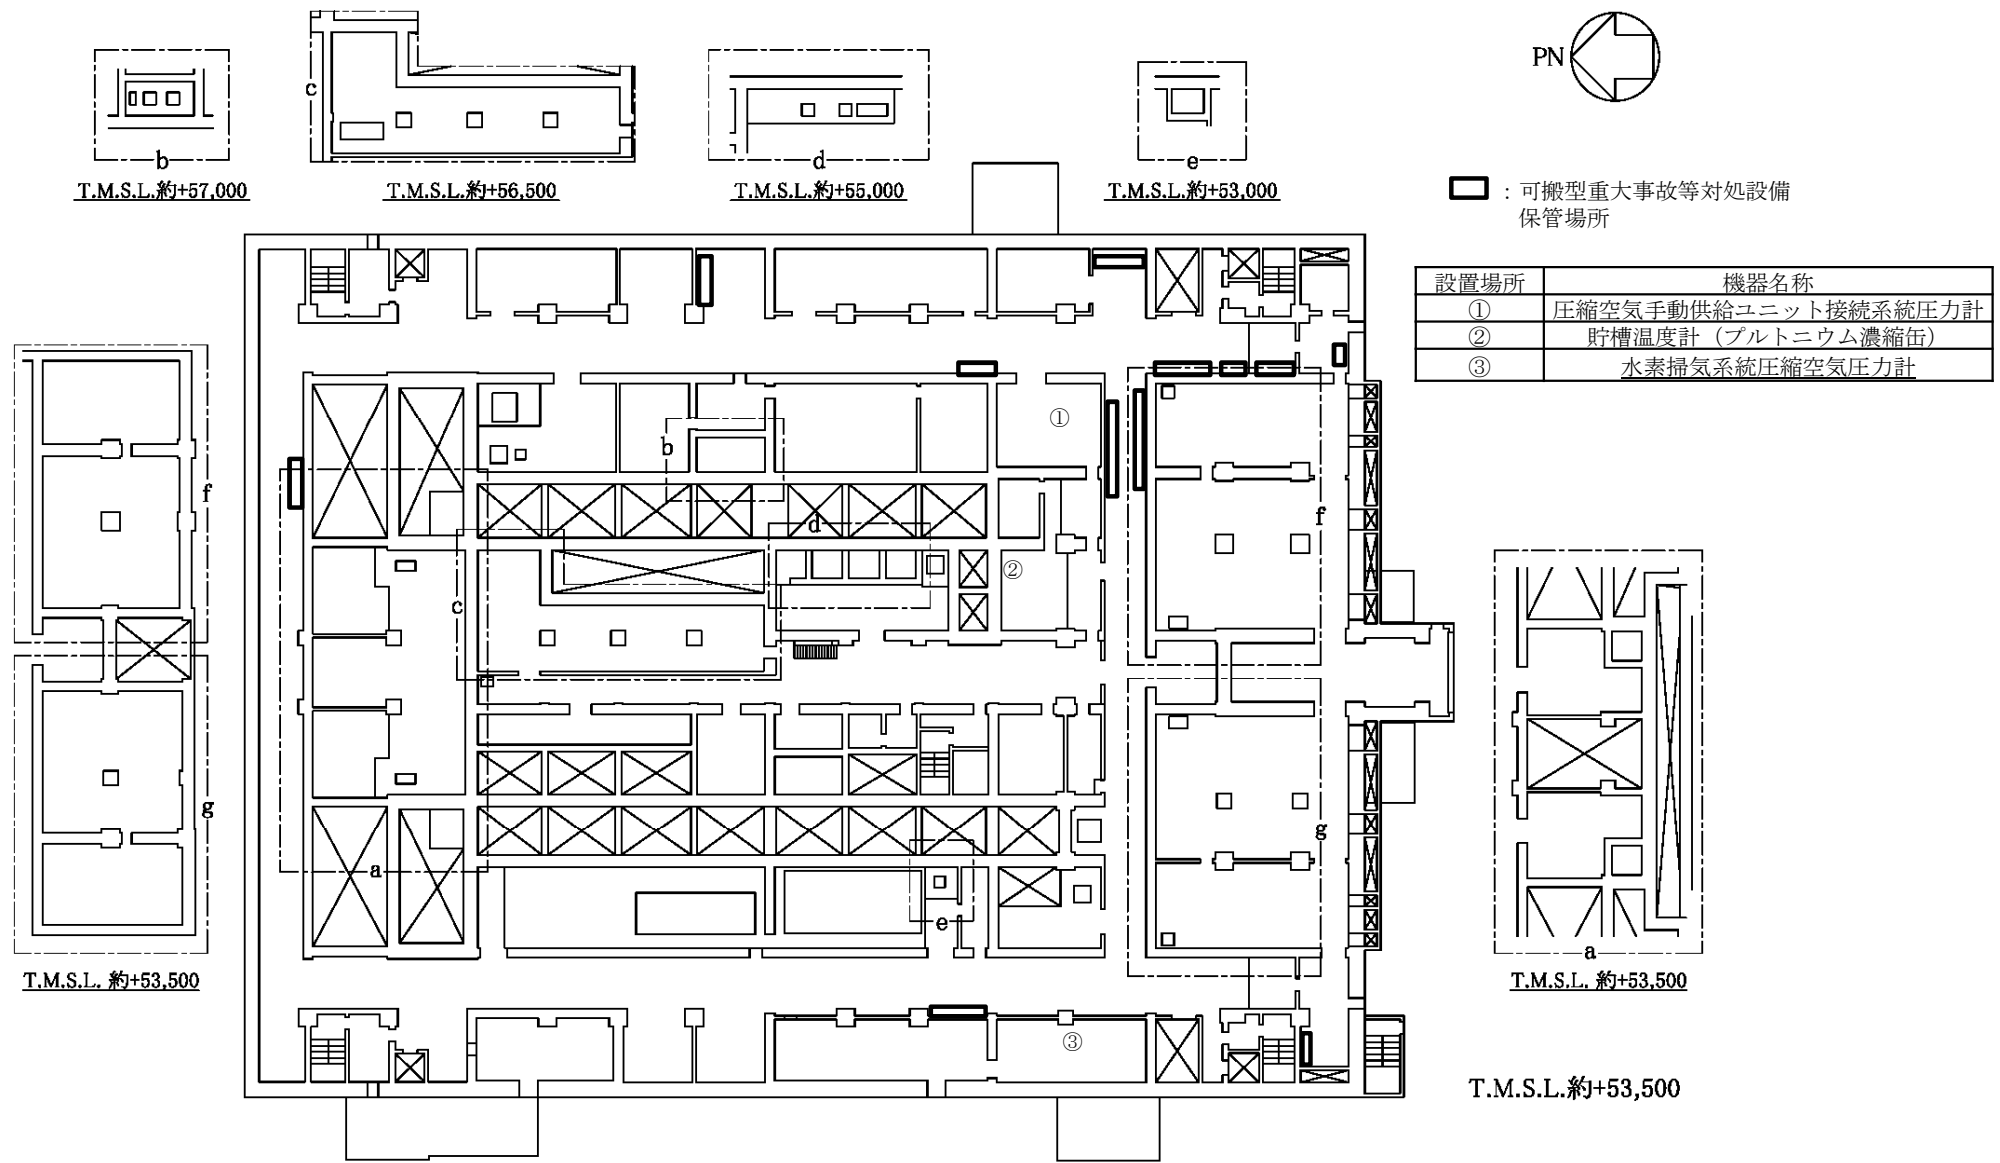 PN
c
b
T.M.S.L.約+57,000
T.M.S.L.約+56,500
d
T.M.S.L.約+55,000
e
T.M.S.L.約+53,000
：可搬型重大事故等対処設備
保管場所
設置場所 機器名称
① 圧縮空気手動供給ユニット接続系統圧力計
② 貯槽温度計（プルトニウム濃縮缶）
③ 水素掃気系統圧縮空気圧力計
①
b
f
f
d
②
c
g
g
a
e
a
T.M.S.L. 約+53,500
T.M.S.L. 約+53,500
③
T.M.S.L.約+53,500